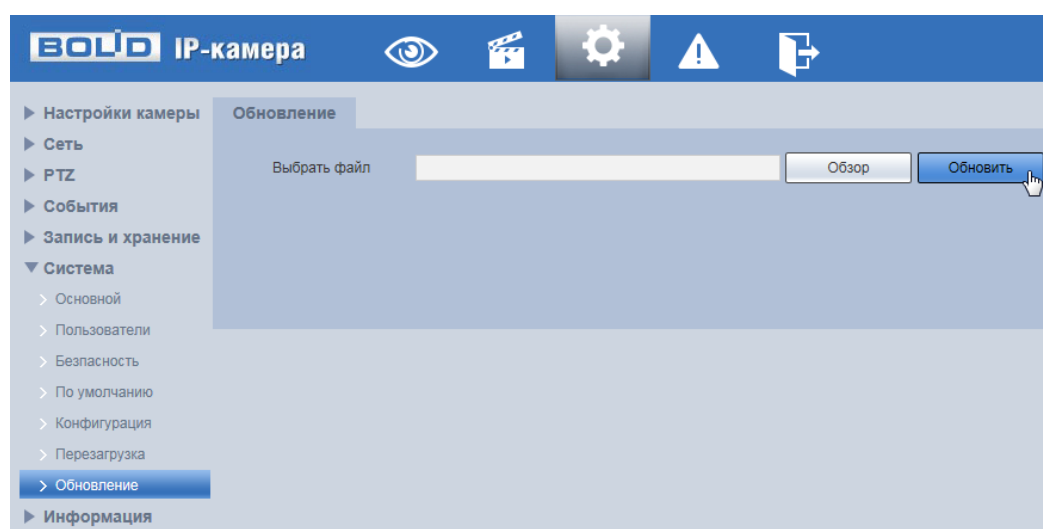 BOLID IP-камера
Настройки камеры
Сеть
PTZ
События
Запись и хранение
Система
Основной
Пользователи
Безпасность
По умолчанию
Конфигурация
Перезагрузка
Обновление
Информация
Обновление
Выбрать файл Обзор Обновить